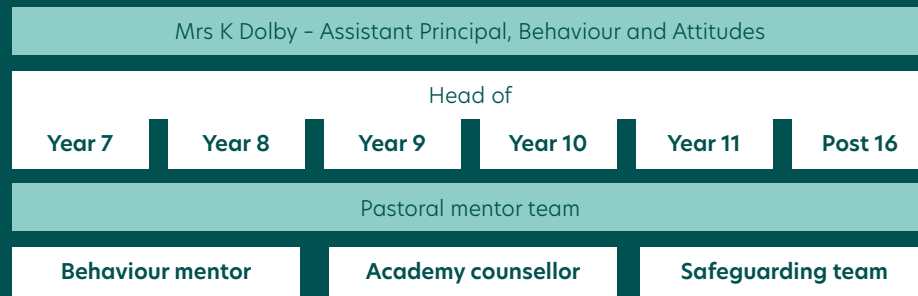 Mrs K Dolby – Assistant Principal, Behaviour and Attitudes
Head of
Year 7 Year 8 Year 9 Year 10 Year 11 Post 16
Pastoral mentor team
Behaviour mentor Academy counsellor Safeguarding team